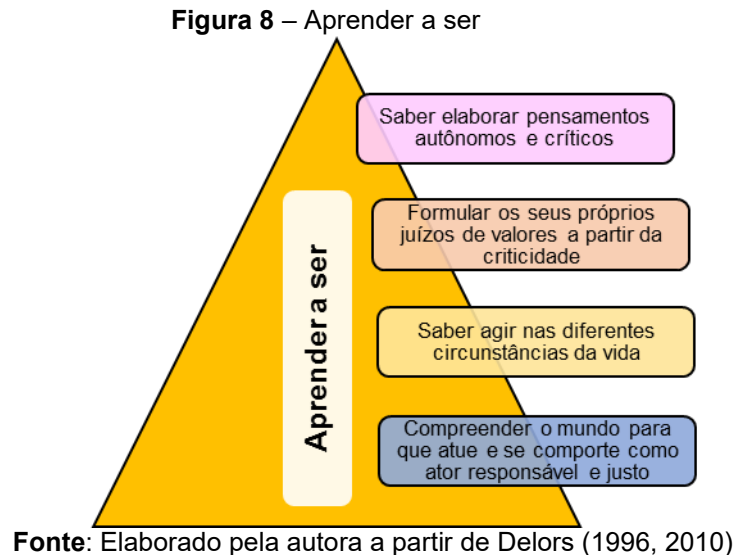 Figura 8 – Aprender a ser
Saber elaborar pensamentos
autônomos e críticos
Formular os seus próprios
juízos de valores a partir da
criticidade
Aprender a ser
Saber agir nas diferentes
circunstâncias da vida
Compreender o mundo para
que atue e se comporte como
ator responsável e justo
Fonte: Elaborado pela autora a partir de Delors (1996, 2010)